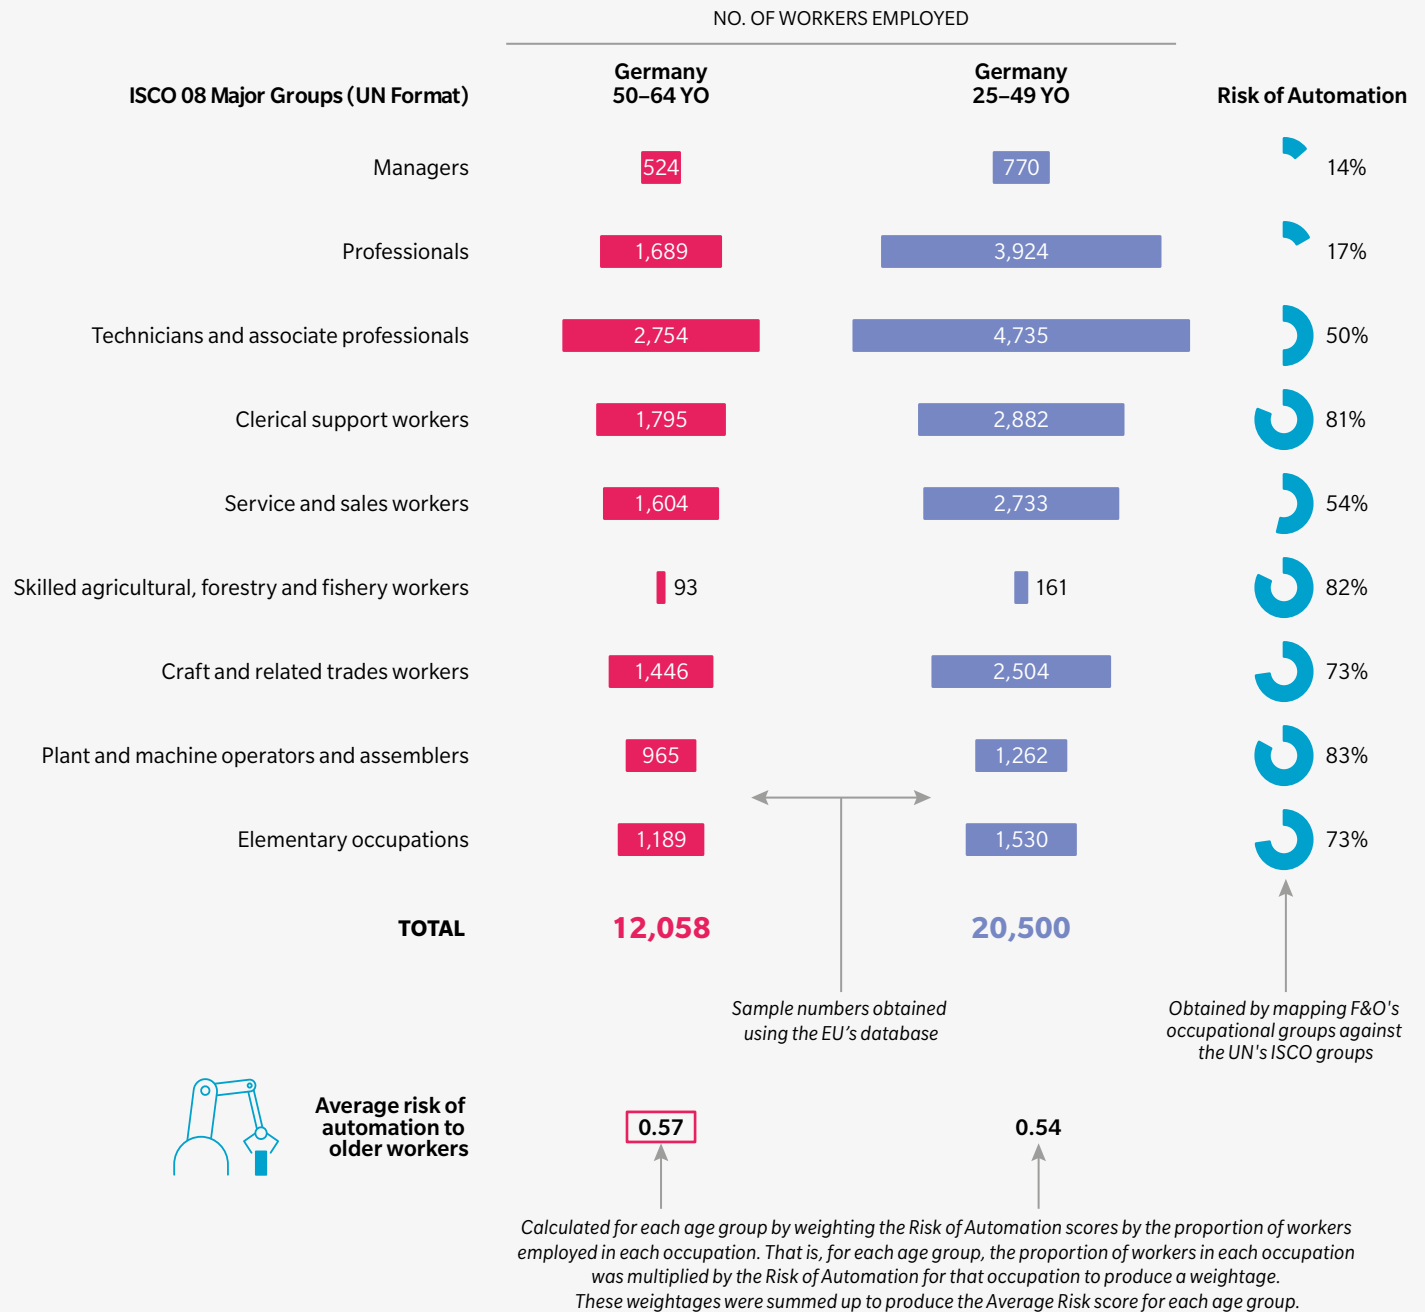 NO. OF WORKERS EMPLOYED
ISCO 08 Major Groups (UN Format)
Germany
50–64 YO
Germany
25–49 YO
Risk of Automation
Managers 524 770 14%
Professionals 1,689 3,924 17%
Technicians and associate professionals 2,754 4,735 50%
Clerical support workers 1,795 2,882 81%
Service and sales workers 1,604 2,733 54%
Skilled agricultural, forestry and fishery workers 93 161 82%
Craft and related trades workers 1,446 2,504 73%
Plant and machine operators and assemblers 965 1,262 83%
Elementary occupations 1,189 1,530 73%
TOTAL 12,058 20,500
Sample numbers obtained
using the EU’s database
Obtained by mapping F&O's
occupational groups against
the UN's ISCO groups
Average risk of
automation to
older workers
0.57 0.54
Calculated for each age group by weighting the Risk of Automation scores by the proportion of workers
employed in each occupation. That is, for each age group, the proportion of workers in each occupation
was multiplied by the Risk of Automation for that occupation to produce a weightage.
These weightages were summed up to produce the Average Risk score for each age group.